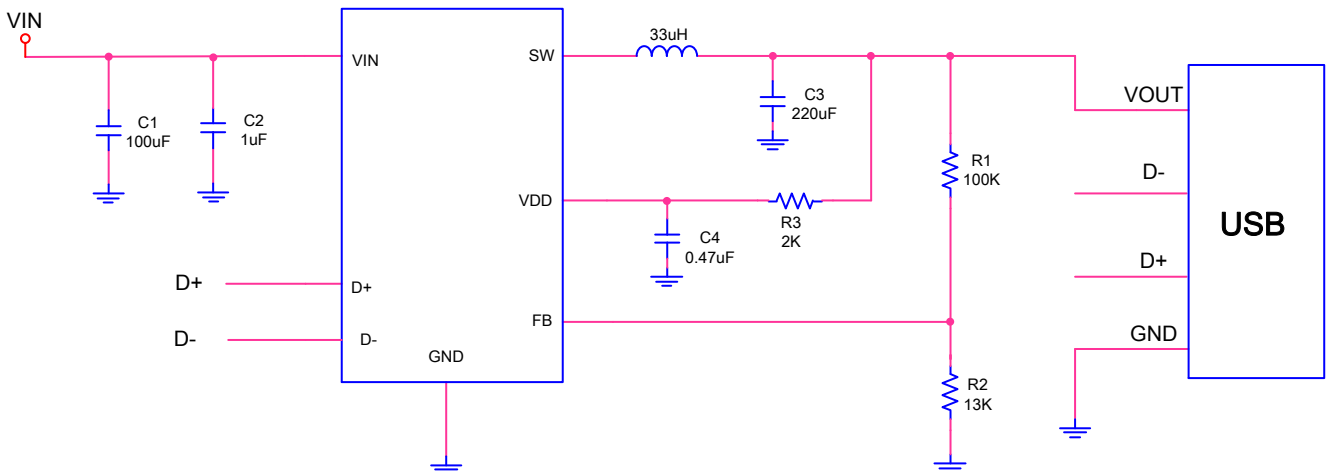 VIN
VIN
SW
33uH
C1
100uF
C2
1uF
C3
220uF
VOUT
R1
100K
D-
VDD
R3
2K
C4
0.47uF
USB
D+
D+
D+
FB
D-
D-
GND
GND
R2
13K